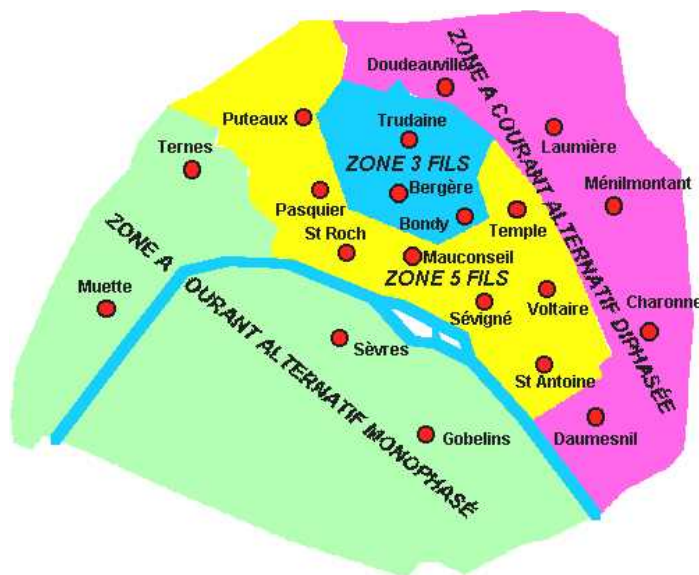 Doudeauville
Puteaux
Trudaine
Laumière
Ternes
ZONE 3 FILS
Bergère
Ménilmontant
Pasquier
Bondy
Temple
St Roch
Mauconseil
ZONE 5 FILS
Muette
Sévigné
Voltaire
Charonne
Sèvres
St Antoine
Gobelins
Daumesnil
ZONE A COURANT ALTERNATIF DIPHASÉE
ZONE A OURANT ALTERNATIF MONOPHASÉ